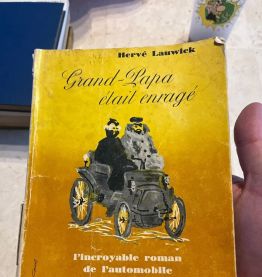 Hervé Lauwick
Grand-Papa
était enragé
l'incroyable roman
de l'automobile